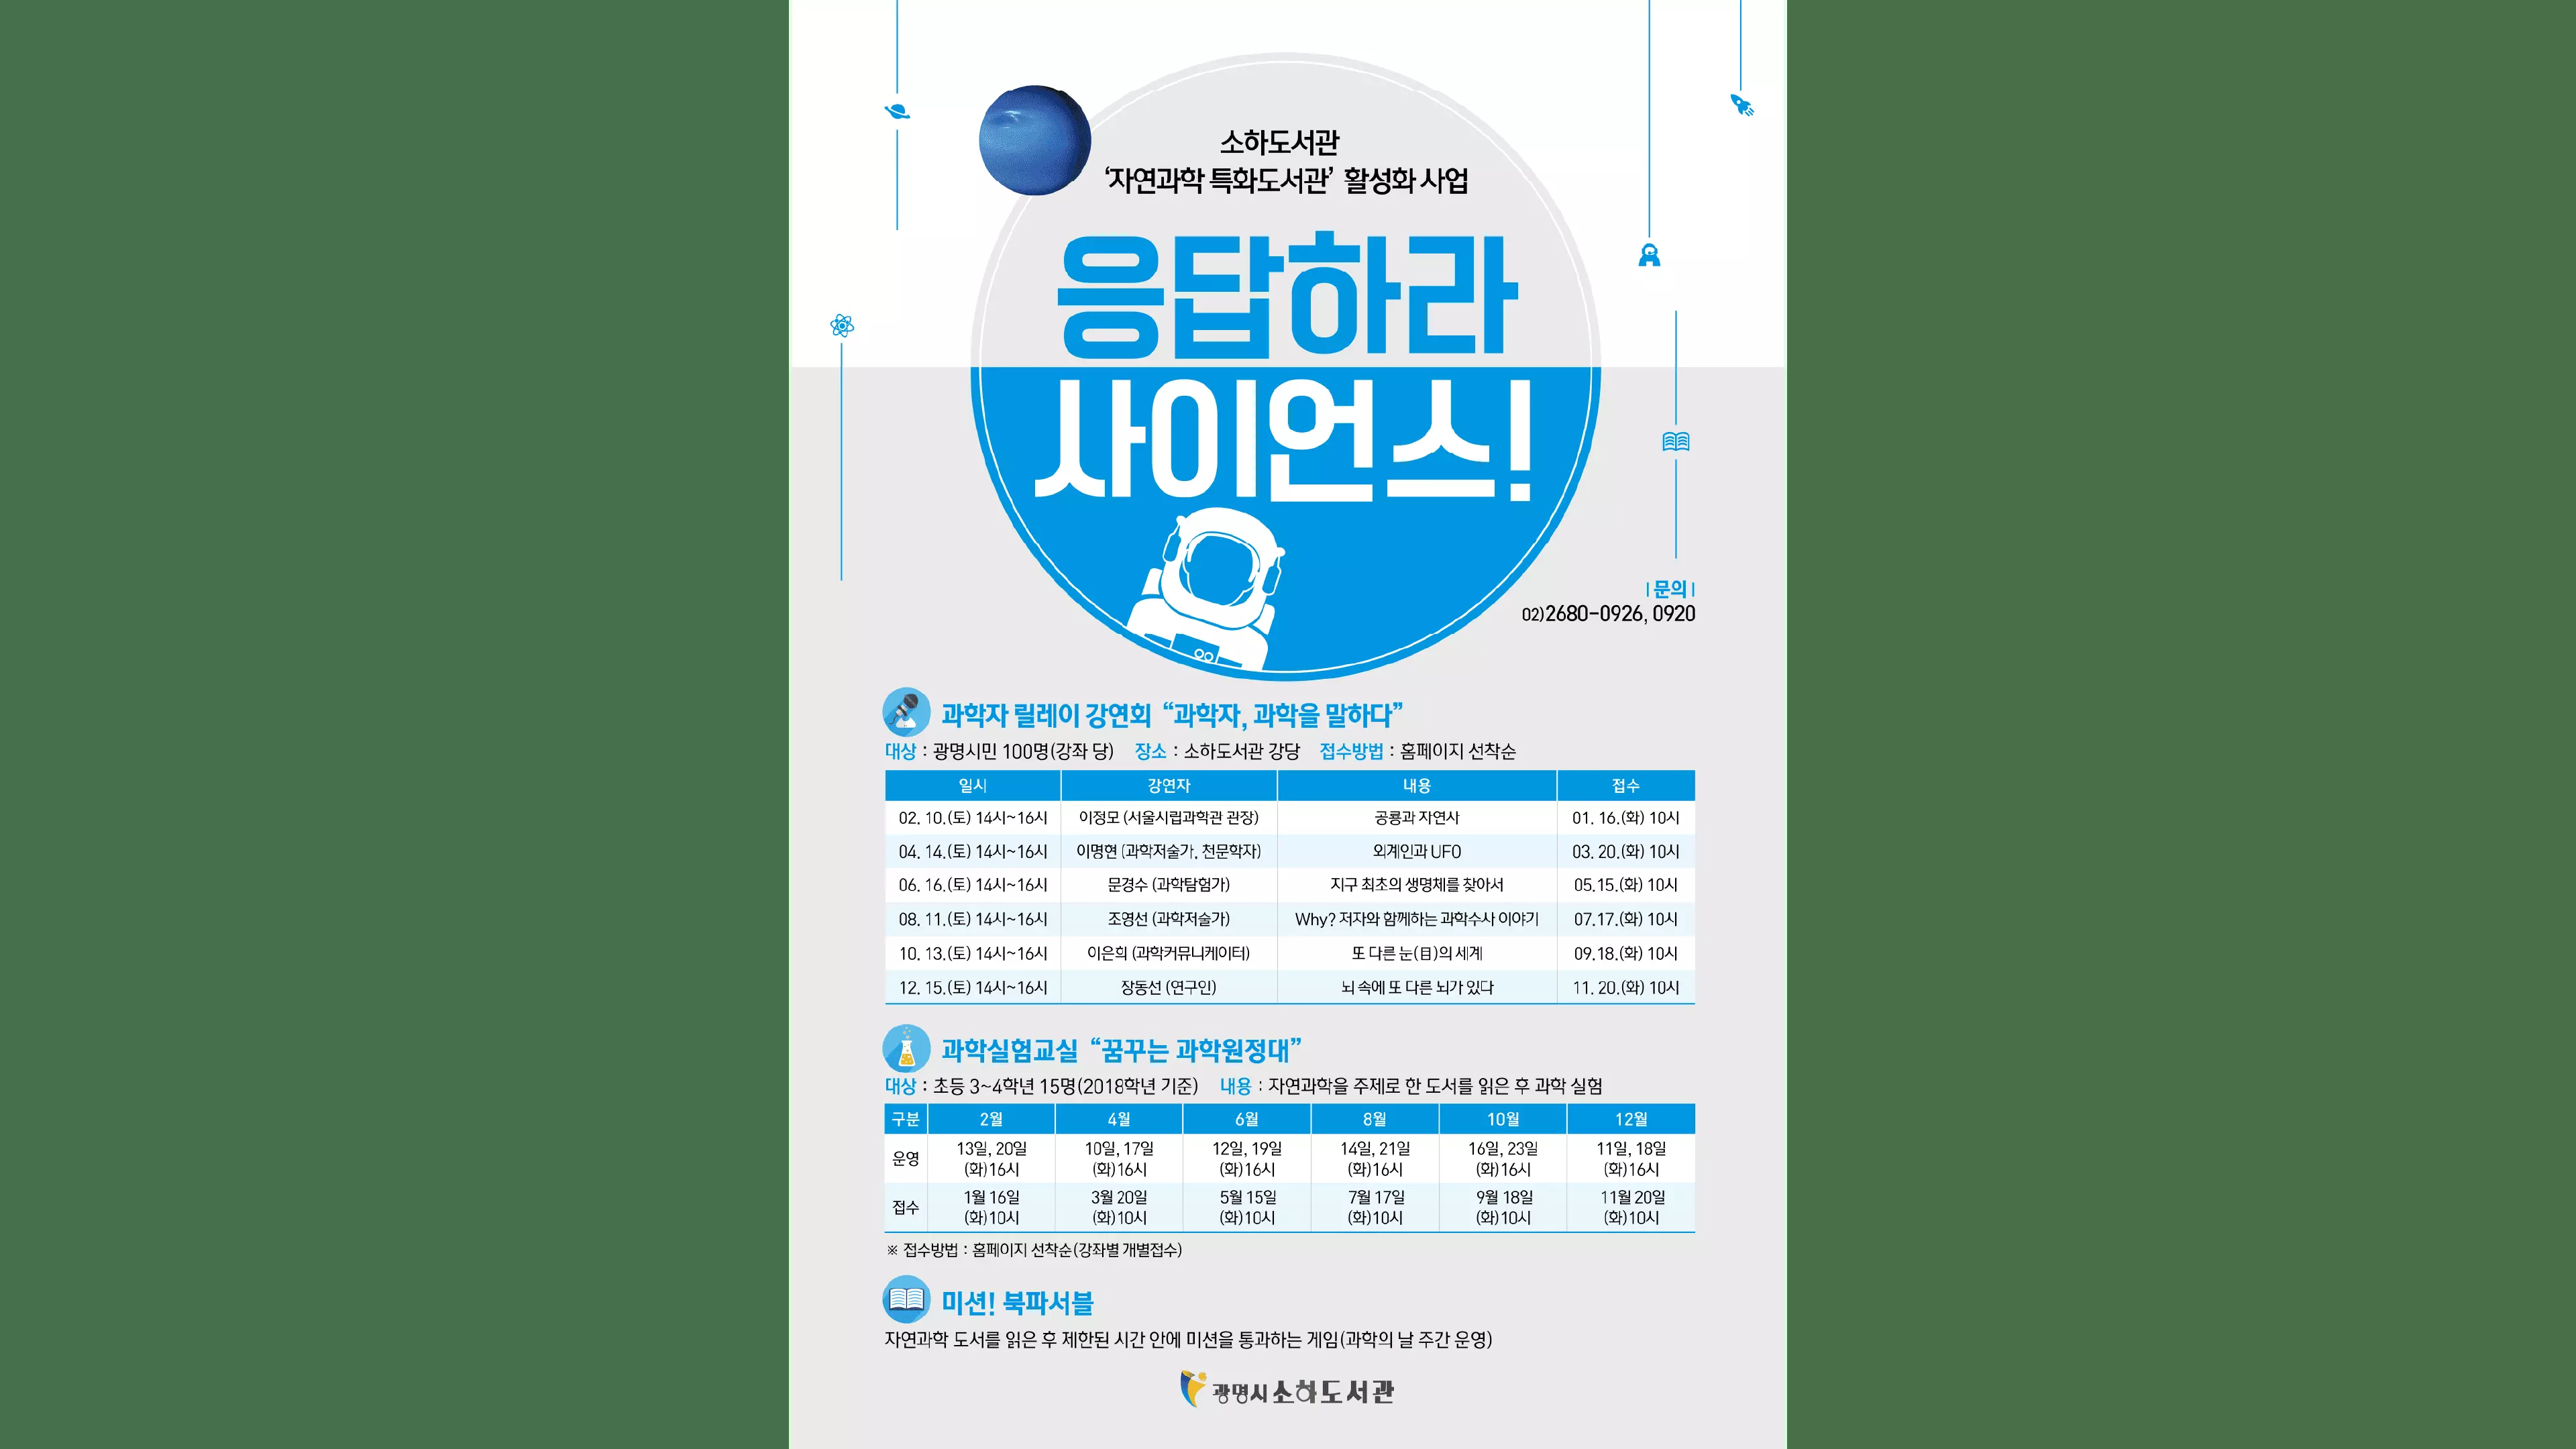 소하도서관
‘자연과학 특화도서관’ 활성화 사업
응답하라
사이언스!
문의
02)2680-0926, 0920
과학자 릴레이 강연회 “과학자, 과학을 말하다”
대상 : 광명시민 100명(강좌 당) 장소 : 소하도서관 강당 접수방법 : 홈페이지 선착순
일시 강연자 내용 접수
02. 10.(토) 14시~16시 이정모 (서울시립과학관 관장) 공룡과 자연사 01. 16.(화) 10시
04. 14.(토) 14시~16시 이명현 (과학저술가, 천문학자) 외계인과 UFO 03. 20.(화) 10시
06. 16.(토) 14시~16시 문경수 (과학탐험가) 지구 최초의 생명체를 찾아서 05.15.(화) 10시
08. 11.(토) 14시~16시 조영선 (과학저술가) Why? 저자와 함께하는 과학수사 이야기 07.17.(화) 10시
10. 13.(토) 14시~16시 이은희 (과학커뮤니케이터) 또 다른 눈(目)의 세계 09.18.(화) 10시
12. 15.(토) 14시~16시 장동선 (연구인) 뇌 속에 또 다른 뇌가 있다 11. 20.(화) 10시
과학실험교실 “꿈꾸는 과학원정대”
대상 : 초등 3~4학년 15명(2018학년 기준) 내용 : 자연과학을 주제로 한 도서를 읽은 후 과학 실험
구분 2월 4월 6월 8월 10월 12월
운영 13일, 20일 (화)16시 10일, 17일 (화)16시 12일, 19일 (화)16시 14일, 21일 (화)16시 16일, 23일 (화)16시 11일, 18일 (화)16시
접수 1월 16일 (화)10시 3월 20일 (화)10시 5월 15일 (화)10시 7월 17일 (화)10시 9월 18일 (화)10시 11월 20일 (화)10시
※ 접수방법 : 홈페이지 선착순(강좌별 개별접수)
미션! 북파서블
자연과학 도서를 읽은 후 제한된 시간 안에 미션을 통과하는 게임(과학의 날 주간 운영)
광명시 소하도서관